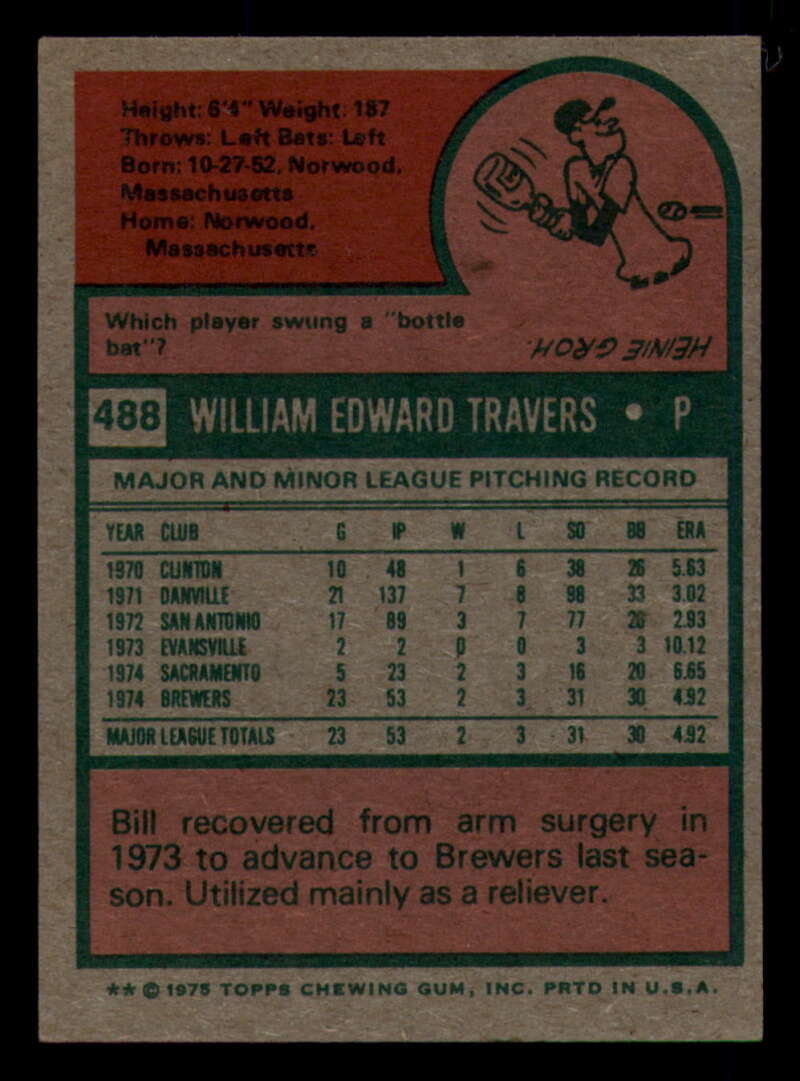 Height: 6'4" Weight: 187
Throws: Left Bats: Left
Born: 10-27-52, Norwood,
Massachusetts
Home: Norwood,
Massachusetts
Which player swung a "bottle
bat"?
HEINIE GROH.
488 WILLIAM EDWARD TRAVERS • P
MAJOR AND MINOR LEAGUE PITCHING RECORD
YEAR CLUB G IP W L SO BB ERA
1970 CLINTON 10 48 1 6 38 26 5.63
1971 DANVILLE 21 137 7 8 98 33 3.02
1972 SAN ANTONIO 17 89 3 7 77 28 2.93
1973 EVANSVILLE 2 2 0 0 3 3 10.12
1974 SACRAMENTO 5 23 2 3 16 20 6.65
1974 BREWERS 23 53 2 3 31 30 4.92
MAJOR LEAGUE TOTALS 23 53 2 3 31 30 4.92
Bill recovered from arm surgery in
1973 to advance to Brewers last sea-
son. Utilized mainly as a reliever.
** © 1975 TOPPS CHEWING GUM, INC. PRTD IN U.S.A.